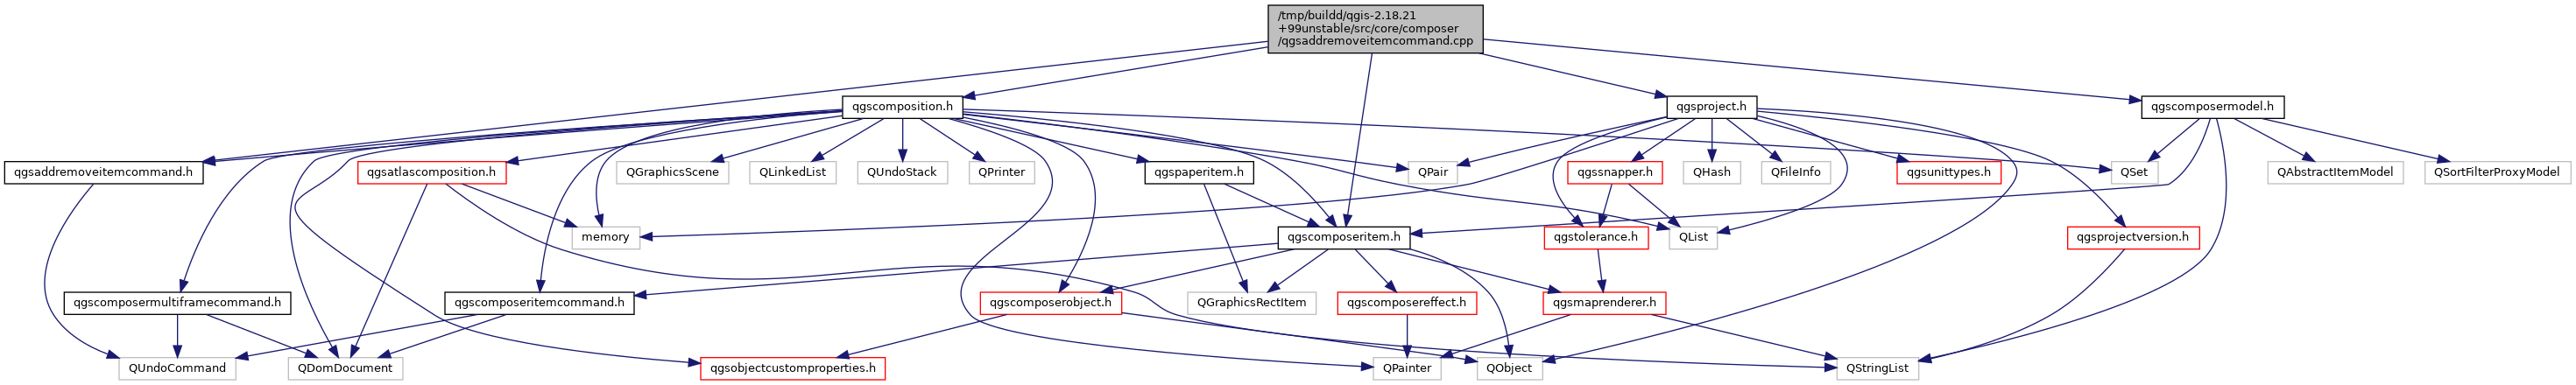 /tmp/buildd/qgis-2.18.21
+99unstable/src/core/composer
/qgsaddremoveitemcommand.cpp
qgscomposition.h
qgsproject.h
qgscomposermodel.h
qgsaddremoveitemcommand.h
qgsatlascomposition.h
QGraphicsScene
QLinkedList
QUndoStack
QPrinter
qgspaperitem.h
QPair
qgssnapper.h
QHash
QFileInfo
qgsunittypes.h
QSet
QAbstractItemModel
QSortFilterProxyModel
memory
qgscomposeritem.h
qgstolerance.h
QList
qgsprojectversion.h
qgscomposermultiframecommand.h
qgscomposeritemcommand.h
qgscomposerobject.h
QGraphicsRectItem
qgscomposereffect.h
qgsmaprenderer.h
QUndoCommand
QDomDocument
qgsobjectcustomproperties.h
QPainter
QObject
QStringList